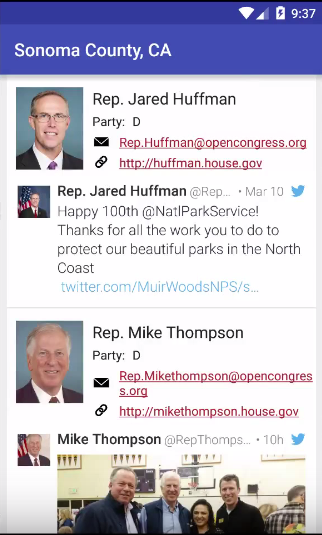 9:37
Sonoma County, CA
Rep. Jared Huffman
Party: D
Rep.Huffman@opencongress.org
http://huffman.house.gov
Rep. Jared Huffman @Rep... • Mar 10
Happy 100th @NatlParkService!
Thanks for all the work you to do to
protect our beautiful parks in the North
Coast
twitter.com/MuirWoodsNPS/s...
Rep. Mike Thompson
Party: D
Rep.Mikethompson@opencongres
s.org
http://mikethompson.house.gov
Mike Thompson @RepThomps... • 10h